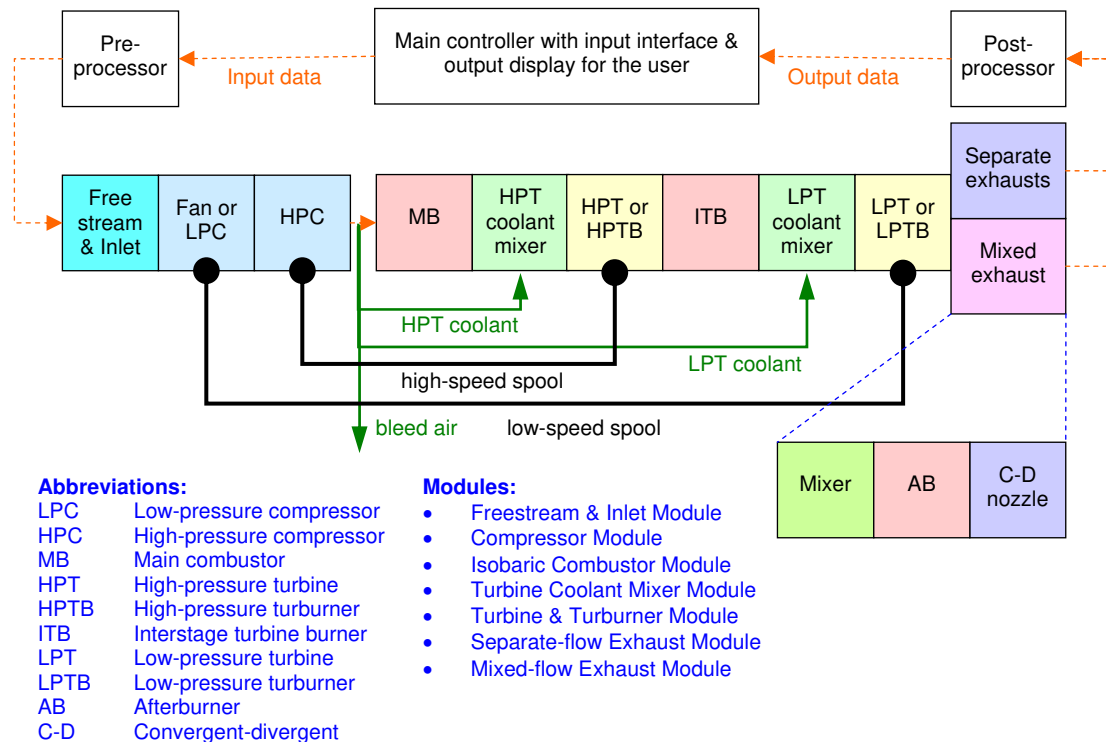 Pre-
processor
Main controller with input interface &
output display for the user
Post-
processor
Input data
Output data
Free
stream
& Inlet
Fan or
LPC
HPC
MB
HPT
coolant
mixer
HPT or
HPTB
ITB
LPT
coolant
mixer
LPT or
LPTB
Separate
exhausts
Mixed
exhaust
HPT coolant
LPT coolant
high-speed spool
bleed air
low-speed spool
Mixer
AB
C-D
nozzle
Abbreviations:
LPC Low-pressure compressor
HPC High-pressure compressor
MB Main combustor
HPT High-pressure turbine
HPTB High-pressure turburner
ITB Interstage turbine burner
LPT Low-pressure turbine
LPTB Low-pressure turburner
AB Afterburner
C-D Convergent-divergent
Modules:
• Freestream & Inlet Module
• Compressor Module
• Isobaric Combustor Module
• Turbine Coolant Mixer Module
• Turbine & Turburner Module
• Separate-flow Exhaust Module
• Mixed-flow Exhaust Module